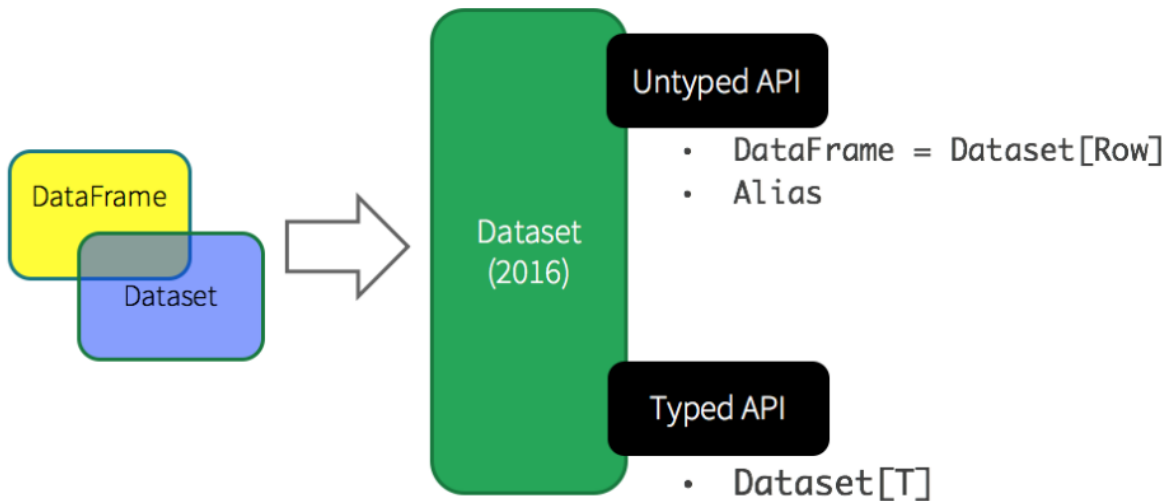 DataFrame
Dataset
Dataset
(2016)
Untyped API
• DataFrame = Dataset[Row]
• Alias
Typed API
• Dataset[T]